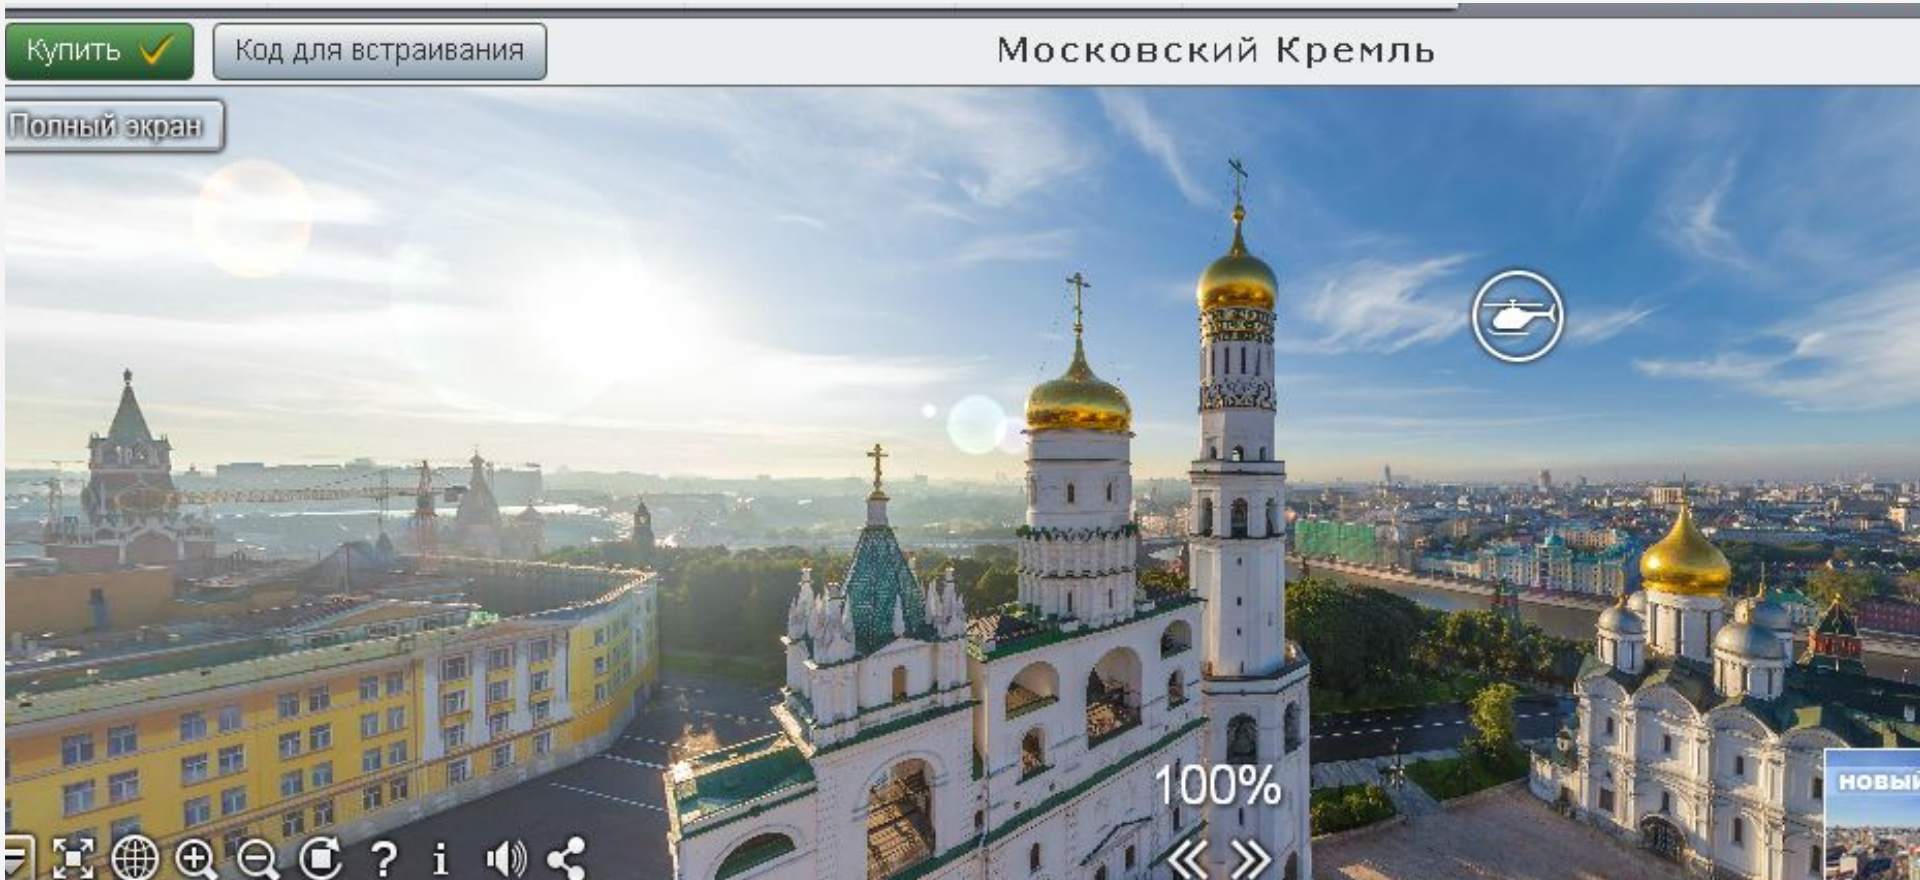 Купить
Код для встраивания
Московский Кремль
Полный экран
100%
НОВЫЙ